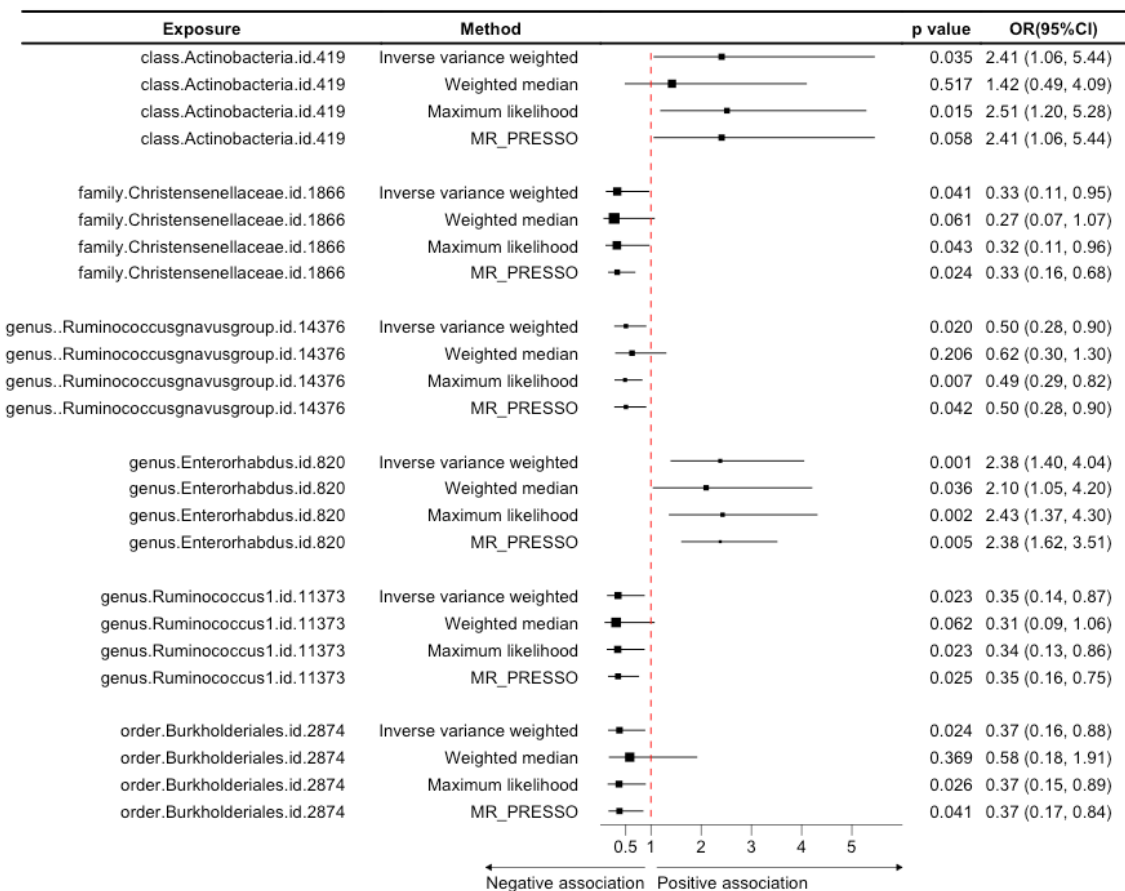 Exposure Method p value OR(95%CI)
class.Actinobacteria.id.419 Inverse variance weighted 0.035 2.41 (1.06, 5.44)
class.Actinobacteria.id.419 Weighted median 0.517 1.42 (0.49, 4.09)
class.Actinobacteria.id.419 Maximum likelihood 0.015 2.51 (1.20, 5.28)
class.Actinobacteria.id.419 MR_PRESSO 0.058 2.41 (1.06, 5.44)
family.Christensenellaceae.id.1866 Inverse variance weighted 0.041 0.33 (0.11, 0.95)
family.Christensenellaceae.id.1866 Weighted median 0.061 0.27 (0.07, 1.07)
family.Christensenellaceae.id.1866 Maximum likelihood 0.043 0.32 (0.11, 0.96)
family.Christensenellaceae.id.1866 MR_PRESSO 0.024 0.33 (0.16, 0.68)
genus..Ruminococcusgnavusgroup.id.14376 Inverse variance weighted 0.020 0.50 (0.28, 0.90)
genus..Ruminococcusgnavusgroup.id.14376 Weighted median 0.206 0.62 (0.30, 1.30)
genus..Ruminococcusgnavusgroup.id.14376 Maximum likelihood 0.007 0.49 (0.29, 0.82)
genus..Ruminococcusgnavusgroup.id.14376 MR_PRESSO 0.042 0.50 (0.28, 0.90)
genus.Enterorhabdus.id.820 Inverse variance weighted 0.001 2.38 (1.40, 4.04)
genus.Enterorhabdus.id.820 Weighted median 0.036 2.10 (1.05, 4.20)
genus.Enterorhabdus.id.820 Maximum likelihood 0.002 2.43 (1.37, 4.30)
genus.Enterorhabdus.id.820 MR_PRESSO 0.005 2.38 (1.62, 3.51)
genus.Ruminococcus1.id.11373 Inverse variance weighted 0.023 0.35 (0.14, 0.87)
genus.Ruminococcus1.id.11373 Weighted median 0.062 0.31 (0.09, 1.06)
genus.Ruminococcus1.id.11373 Maximum likelihood 0.023 0.34 (0.13, 0.86)
genus.Ruminococcus1.id.11373 MR_PRESSO 0.025 0.35 (0.16, 0.75)
order.Burkholderiales.id.2874 Inverse variance weighted 0.024 0.37 (0.16, 0.88)
order.Burkholderiales.id.2874 Weighted median 0.369 0.58 (0.18, 1.91)
order.Burkholderiales.id.2874 Maximum likelihood 0.026 0.37 (0.15, 0.89)
order.Burkholderiales.id.2874 MR_PRESSO 0.041 0.37 (0.17, 0.84)
0.5 1 2 3 4 5
Negative association Positive association